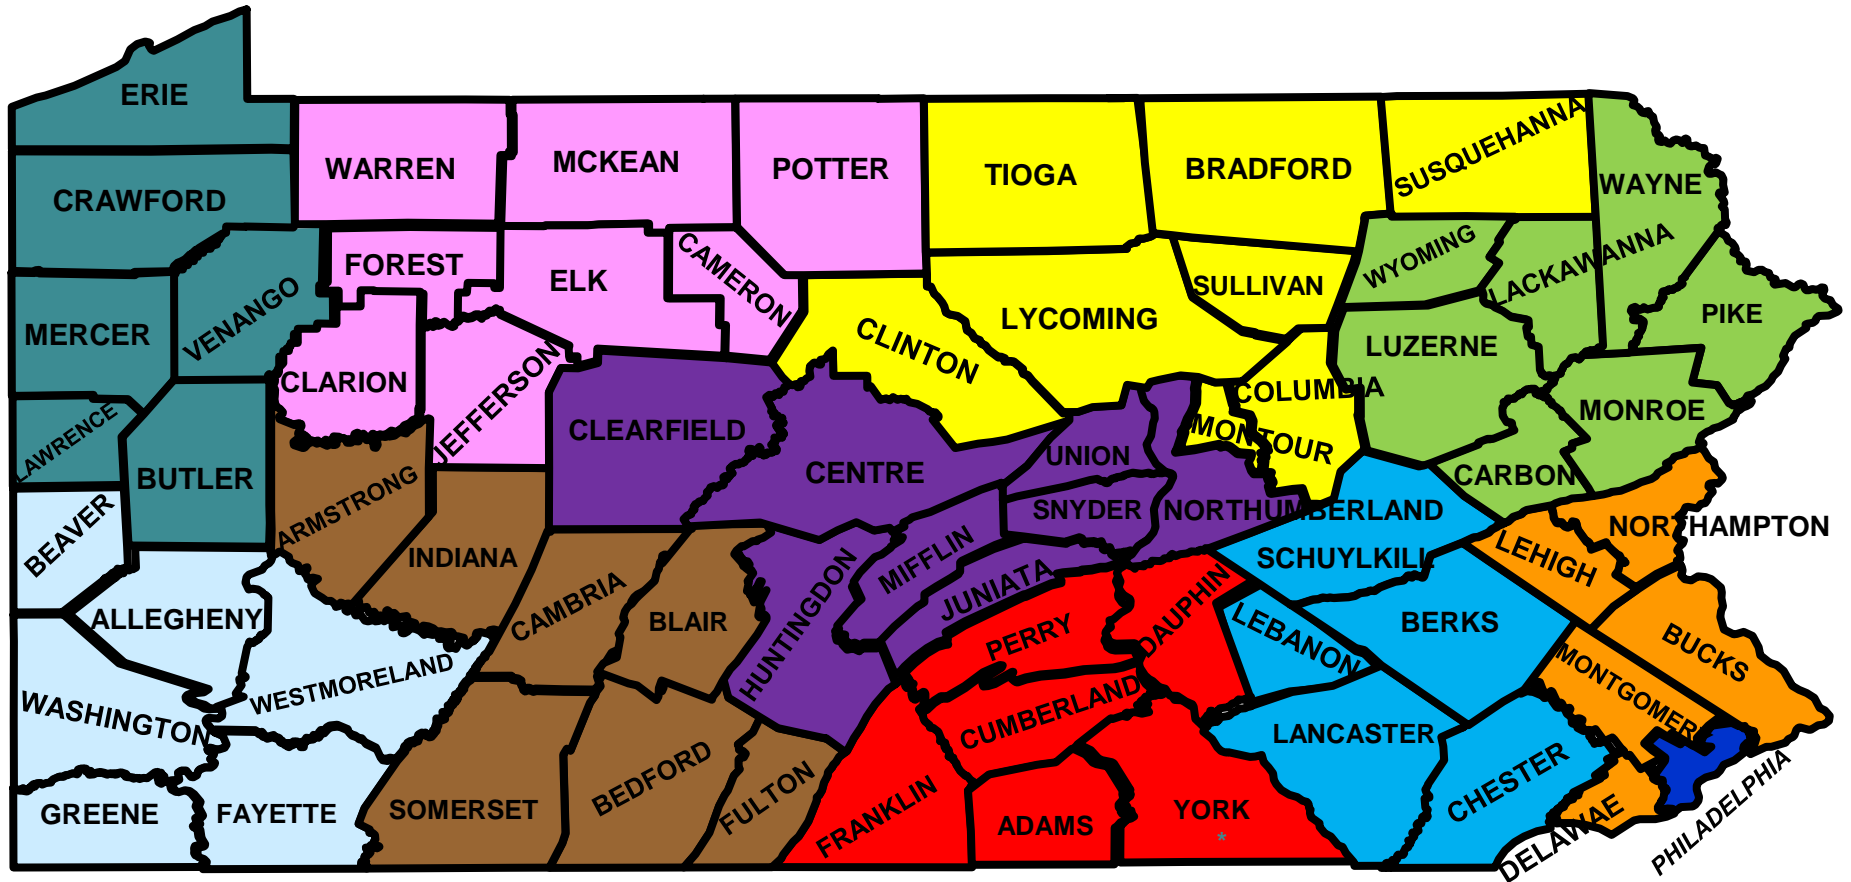 ERIE
CRAWFORD
WARREN
MCKEAN
POTTER
TIOGA
BRADFORD
SUSQUEHANNA
WAYNE
MERCER
VENANGO
FOREST
ELK
CAMERON
CLINTON
LYCOMING
SULLIVAN
WYOMING
LACKAWANNA
PIKE
LAWRENCE
BUTLER
CLARION
JEFFERSON
CLEARFIELD
CENTRE
UNION
MONTOUR
COLUMBIA
LUZERNE
MONROE
CARBON
BEAVER
ARMSTRONG
INDIANA
CAMBRIA
BLAIR
HUNTINGDON
MIFFLIN
SNYDER
JUNIATA
NORTHUMBERLAND
SCHUYLKILL
LEHIGH
NORTHAMPTON
ALLEGHENY
WESTMORELAND
WASHINGTON
PERRY
DAUPHIN
LEBANON
BERKS
MONTGOMER
BUCKS
GREENE
FAYETTE
SOMERSET
BEDFORD
FULTON
FRANKLIN
CUMBERLAND
ADAMS
YORK
*
LANCASTER
CHESTER
DELAWAE
PHILADELPHIA